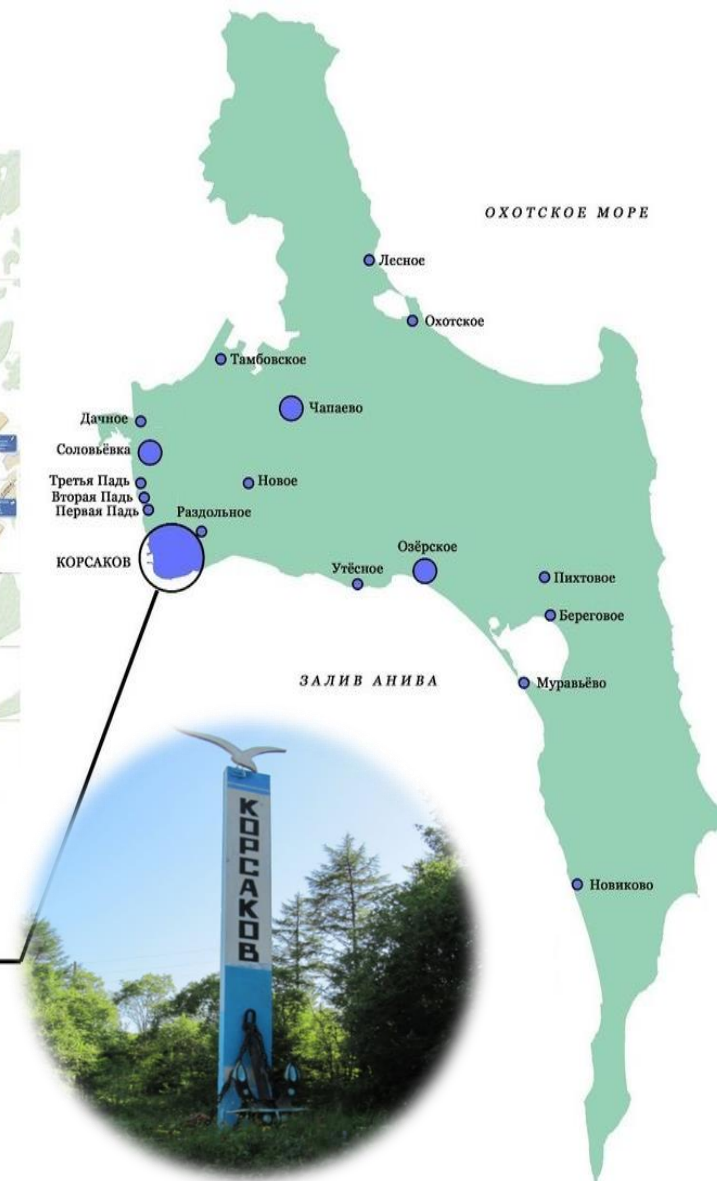 ОХОТСКОЕ МОРЕ
Лесное
Охотское
Тамбовское
Чапаево
Дачное
Соловьёвка
Третья Падь
Новое
Вторая Падь
Первая Падь
Раздольное
КОРСАКОВ
Озёрское
Утёсное
Пихтовое
Береговое
ЗАЛИВ АНИВА
Муравьёво
КОРСАКОВ
Новиково